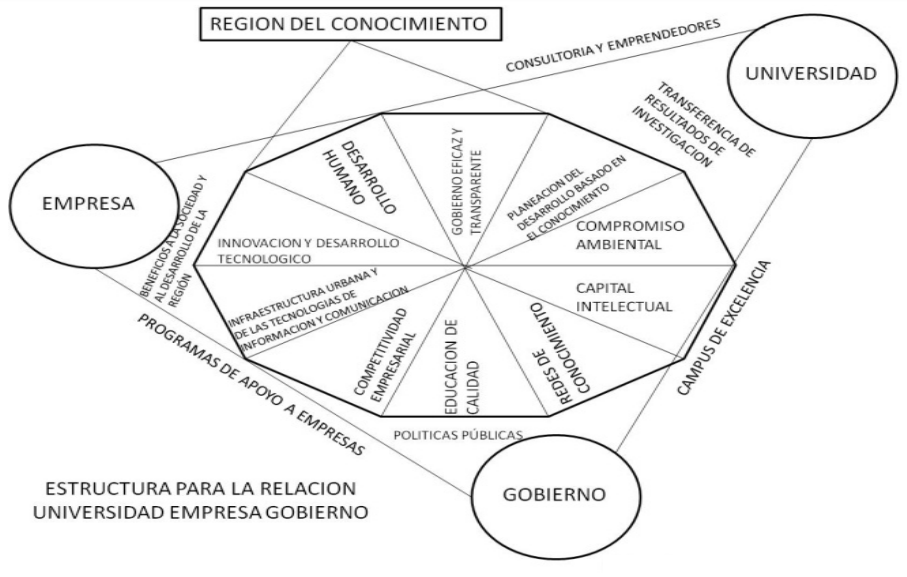 REGION DEL CONOCIMIENTO
CONSULTORIA Y EMPRENDEDORES
UNIVERSIDAD
TRANSFERENCIA DE
RESULTADOS DE
INVESTIGACION
EMPRESA
BENEFICIOS A LA SOCIEDAD Y
AL DESARROLLO DE LA
REGIÓN
DESARROLLO
HUMANO
GOBIERNO EFICAZ Y
TRANSPARENTE
PLANEACION DEL
DESARROLLO BASADO EN
EL CONOCIMIENTO
COMPROMISO
AMBIENTAL
INNOVACION Y DESARROLLO
TECNOLOGICO
CAPITAL
INTELECTUAL
INFRAESTRUCTURA URBANA Y
DE LAS TECNOLOGIAS DE
INFORMACION Y COMUNICACION
COMPETITIVIDAD
EMPRESARIAL
EDUCACION DE
CALIDAD
REDES DE
CONOCIMIENTO
CAMPUS DE EXCELENCIA
PROGRAMAS DE APOYO A EMPRESAS
POLITICAS PÚBLICAS
GOBIERNO
ESTRUCTURA PARA LA RELACION
UNIVERSIDAD EMPRESA GOBIERNO